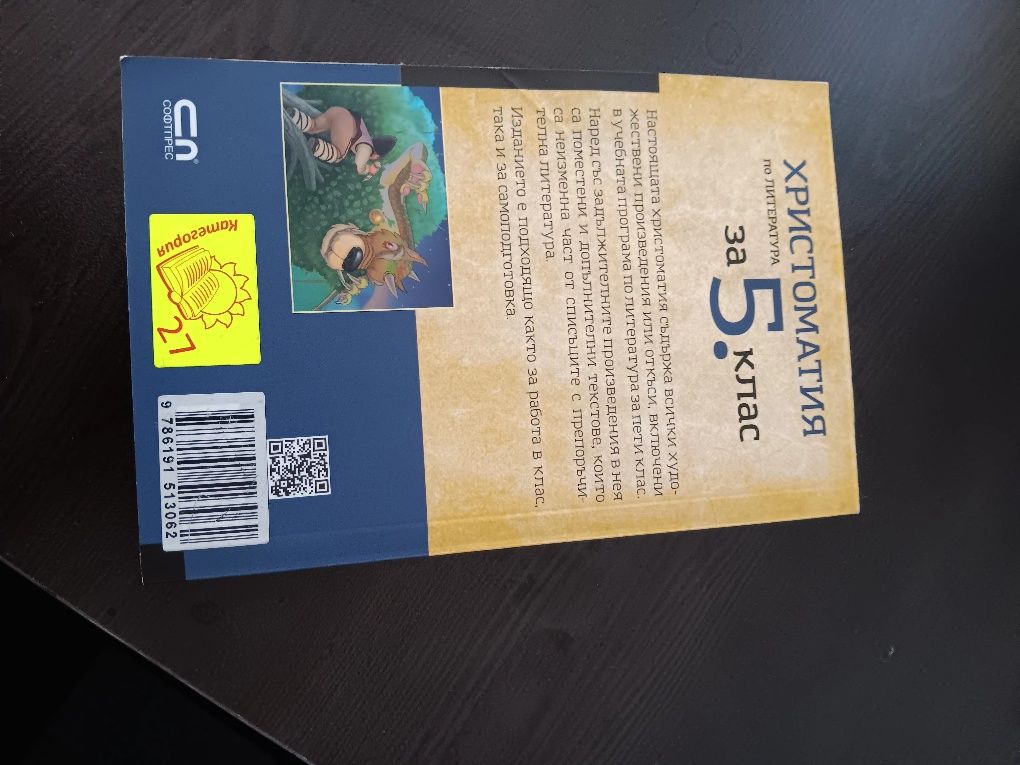 ХРИСТОМАТИЯ
по ЛИТЕРАТУРА
за
5.
клас
Настоящата христоматия съдържа всички худо-
жествени произведения или откъси, включени
в учебната програма по литература за пети клас.
Наред със задължителните произведения в нея
са поместени и допълнителни текстове, които
са неизменна част от списъците с препоръчи-
телна литература.
Изданието е подходящо както за работа в клас,
така и за самоподготовка.
СОФТПРЕС
Категория
27
9 786191 513062